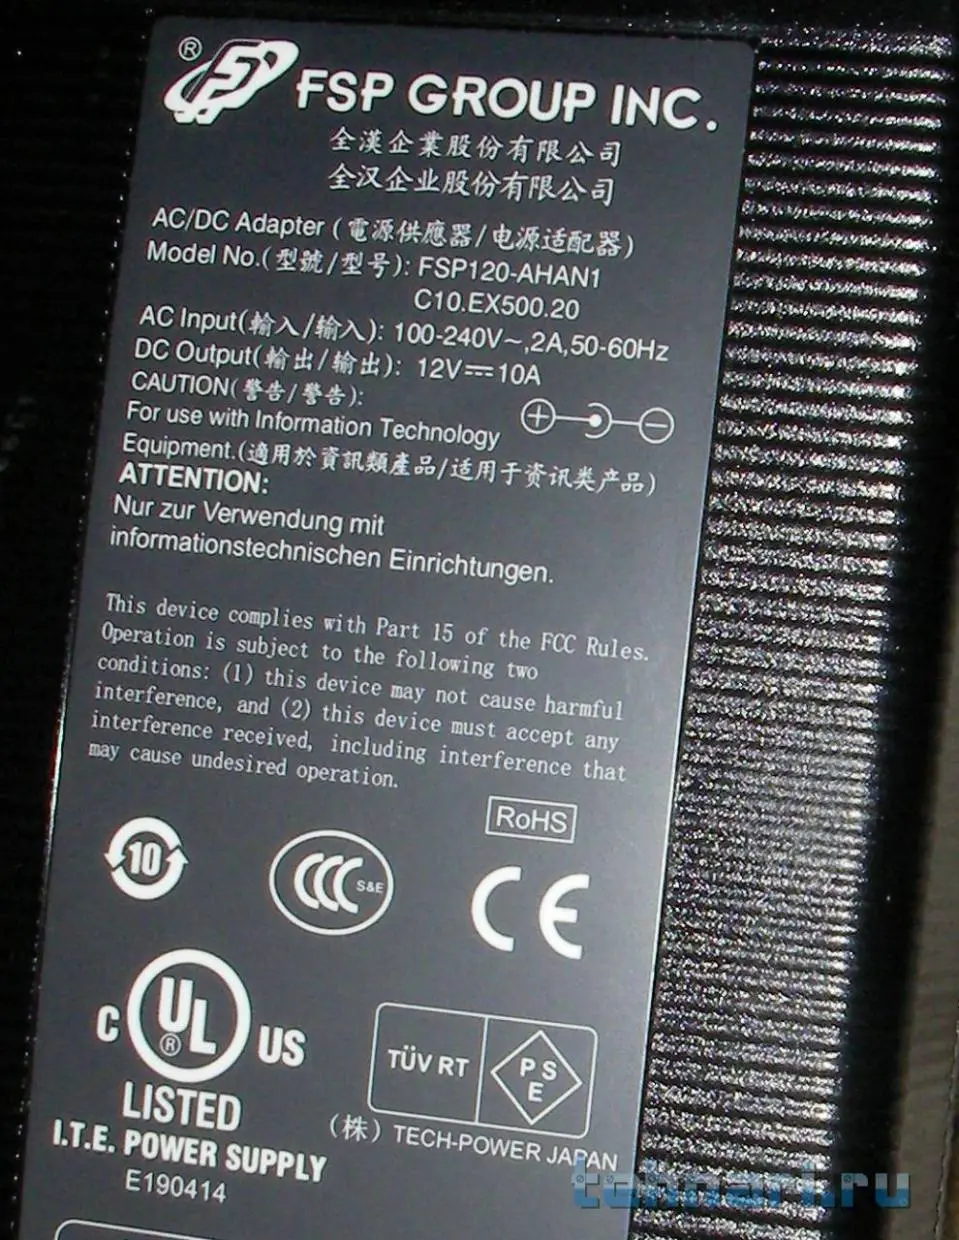 ® FSP GROUP INC.
全漢企業股份有限公司
全汉企业股份有限公司
AC/DC Adapter (電源供應器/电源适配器)
Model No.(型號/型号): FSP120-AHAN1
C10.EX500.20
AC Input(輸入/输入): 100-240V~,2A,50-60Hz
DC Output(輸出/输出): 12V⎓10A
CAUTION(警告/警告):
For use with Information Technology
Equipment.(適用於資訊類產品/适用于资讯类产品)
ATTENTION:
Nur zur Verwendung mit
informationstechnischen Einrichtungen.
This device complies with Part 15 of the FCC Rules.
Operation is subject to the following two
conditions: (1) this device may not cause harmful
interference, and (2) this device must accept any
interference received, including interference that
may cause undesired operation.
RoHS
10
CCC S&E
CE
C UL ® US
LISTED
I.T.E. POWER SUPPLY
E190414
TÜV RT
PS
E
(株) TECH-POWER JAPAN
tehnari.ru